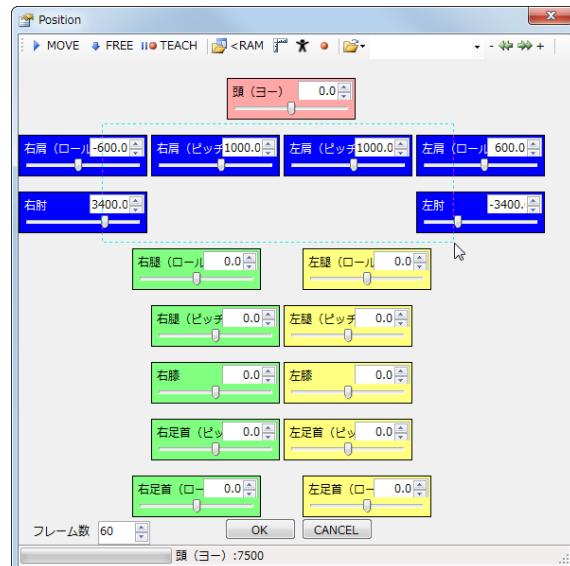 Position
MOVE FREE TEACH <RAM - +
頭（ヨー） 0.0
右肩（ロール -600.0 右肩（ピッチ 1000.0 左肩（ピッチ 1000.0 左肩（ロール 600.0
右肘 3400.0 左肘 -3400.
右腿（ロール 0.0 左腿（ロール 0.0
右腿（ピッチ 0.0 左腿（ピッチ 0.0
右膝 0.0 左膝 0.0
右足首（ピッ 0.0 左足首（ピッ 0.0
右足首（ロー 0.0 左足首（ロー 0.0
フレーム数 60 OK CANCEL
頭（ヨー）:7500